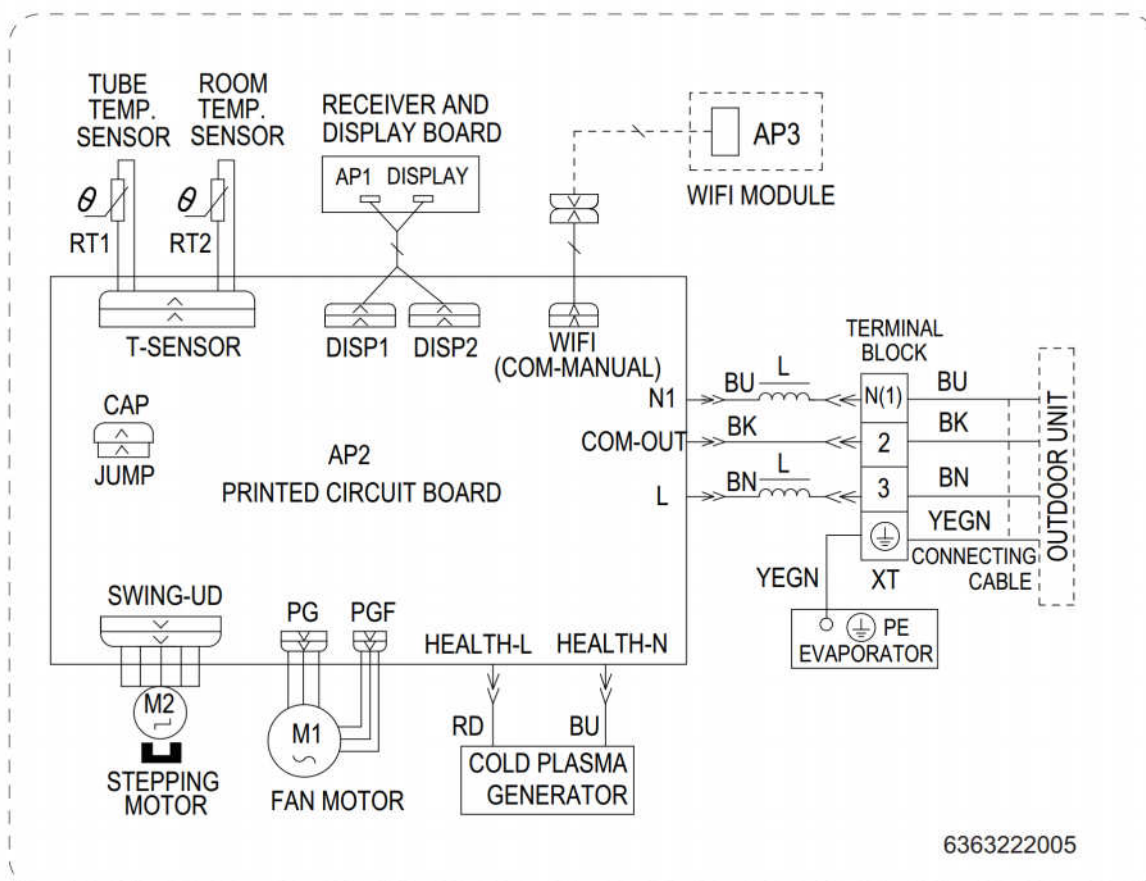 TUBE
TEMP.
SENSOR
ROOM
TEMP.
SENSOR
RECEIVER AND
DISPLAY BOARD
AP1 DISPLAY
AP3
WIFI MODULE
θ
RT1
θ
RT2
T-SENSOR
DISP1
DISP2
WIFI
(COM-MANUAL)
TERMINAL
BLOCK
N1
BU
L
N(1)
BU
CAP
JUMP
COM-OUT
BK
2
BK
AP2
PRINTED CIRCUIT BOARD
L
BN
L
3
BN
YEGN
OUTDOOR UNIT
XT
CONNECTING
CABLE
YEGN
PE
EVAPORATOR
SWING-UD
PG
PGF
HEALTH-L
HEALTH-N
M2
M1
RD
BU
STEPPING
MOTOR
FAN MOTOR
COLD PLASMA
GENERATOR
6363222005